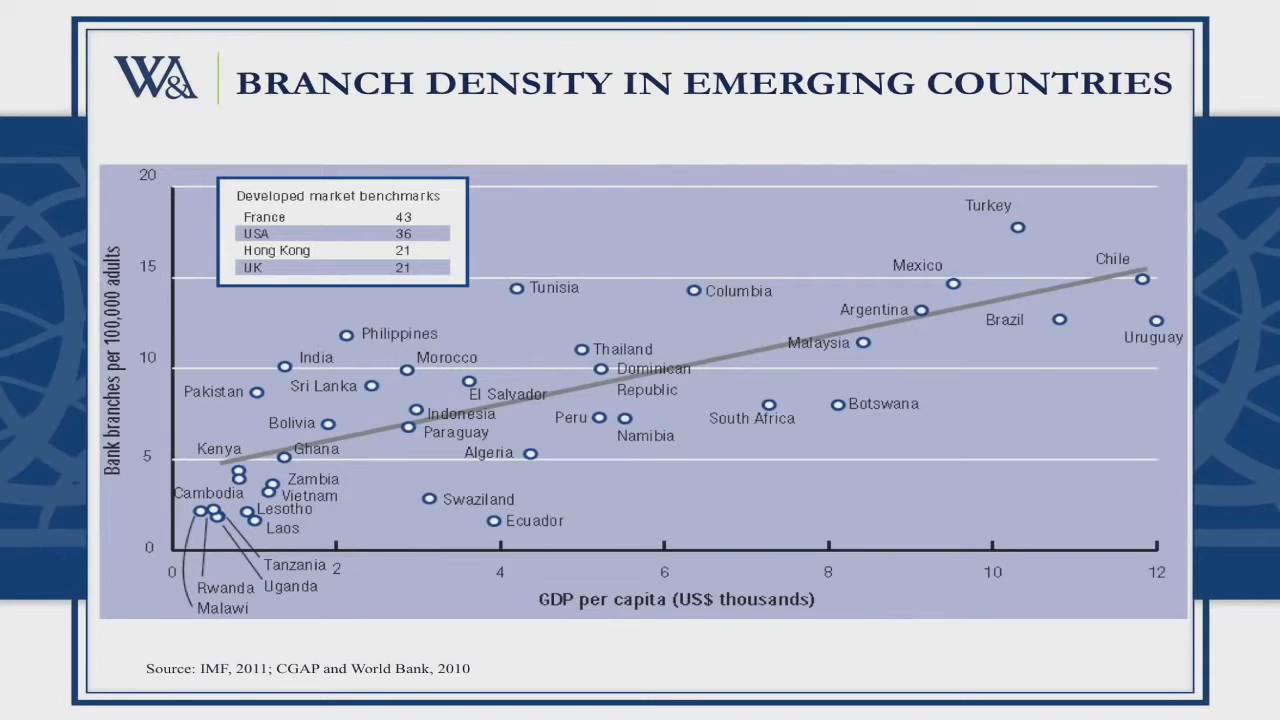 W&A
BRANCH DENSITY IN EMERGING COUNTRIES
Developed market benchmarks
France 43
USA 36
Hong Kong 21
UK 21
Bank branches per 100,000 adults
20
15
10
5
0
Turkey
Mexico
Chile
Tunisia
Columbia
Argentina
Brazil
Uruguay
Philippines
Malaysia
India
Morocco
Thailand
Sri Lanka
Dominican
Republic
Pakistan
El Salvador
Indonesia
Bolivia
Paraguay
Peru
Namibia
South Africa
Botswana
Kenya
Ghana
Algeria
Zambia
Cambodia
Vietnam
Swaziland
Lesotho
Laos
Ecuador
Tanzania
Rwanda
Uganda
Malawi
0 2 4 6 8 10 12
GDP per capita (US$ thousands)
Source: IMF, 2011; CGAP and World Bank, 2010